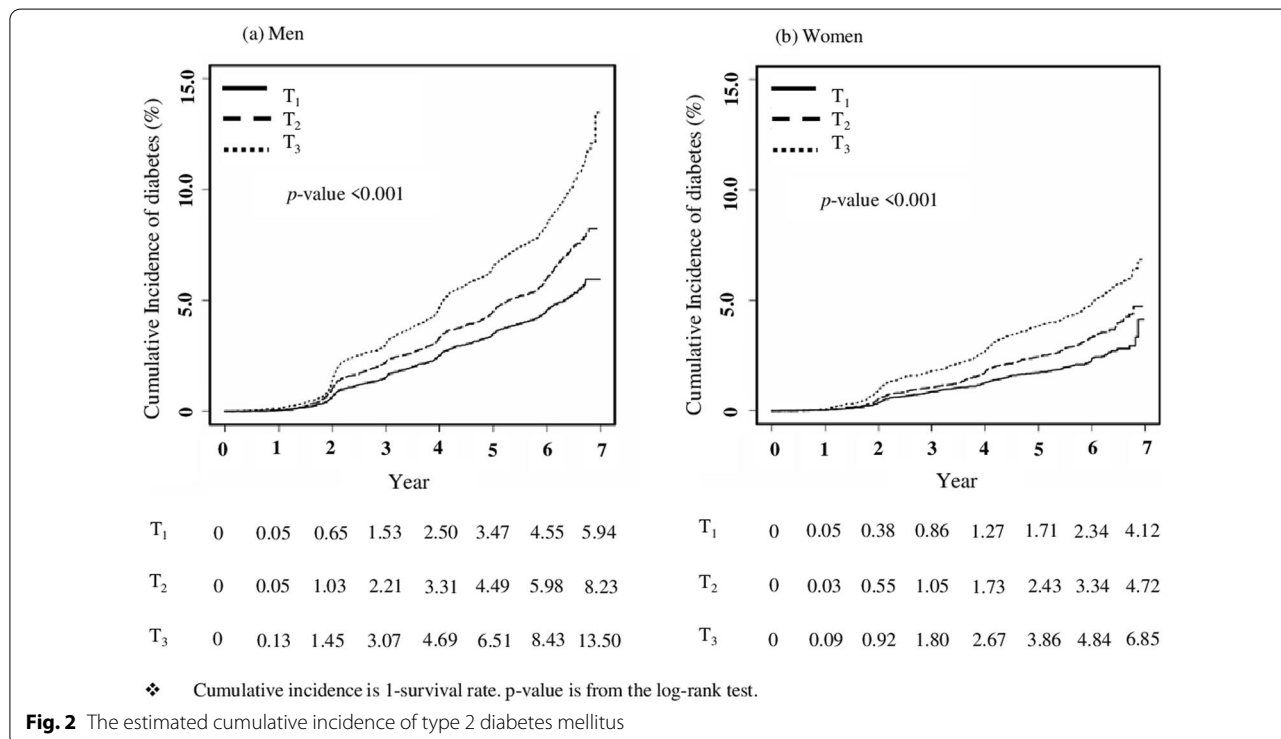 (a) Men
15.0
10.0
5.0
0
Cumulative Incidence of diabetes (%)
T₁
T₂
T₃
p-value <0.001
0 1 2 3 4 5 6 7
Year
T₁ 0 0.05 0.65 1.53 2.50 3.47 4.55 5.94
T₂ 0 0.05 1.03 2.21 3.31 4.49 5.98 8.23
T₃ 0 0.13 1.45 3.07 4.69 6.51 8.43 13.50
(b) Women
15.0
10.0
5.0
0
Cumulative Incidence of diabetes (%)
T₁
T₂
T₃
p-value <0.001
0 1 2 3 4 5 6 7
Year
T₁ 0 0.05 0.38 0.86 1.27 1.71 2.34 4.12
T₂ 0 0.03 0.55 1.05 1.73 2.43 3.34 4.72
T₃ 0 0.09 0.92 1.80 2.67 3.86 4.84 6.85
❖ Cumulative incidence is 1-survival rate. p-value is from the log-rank test.
Fig. 2 The estimated cumulative incidence of type 2 diabetes mellitus